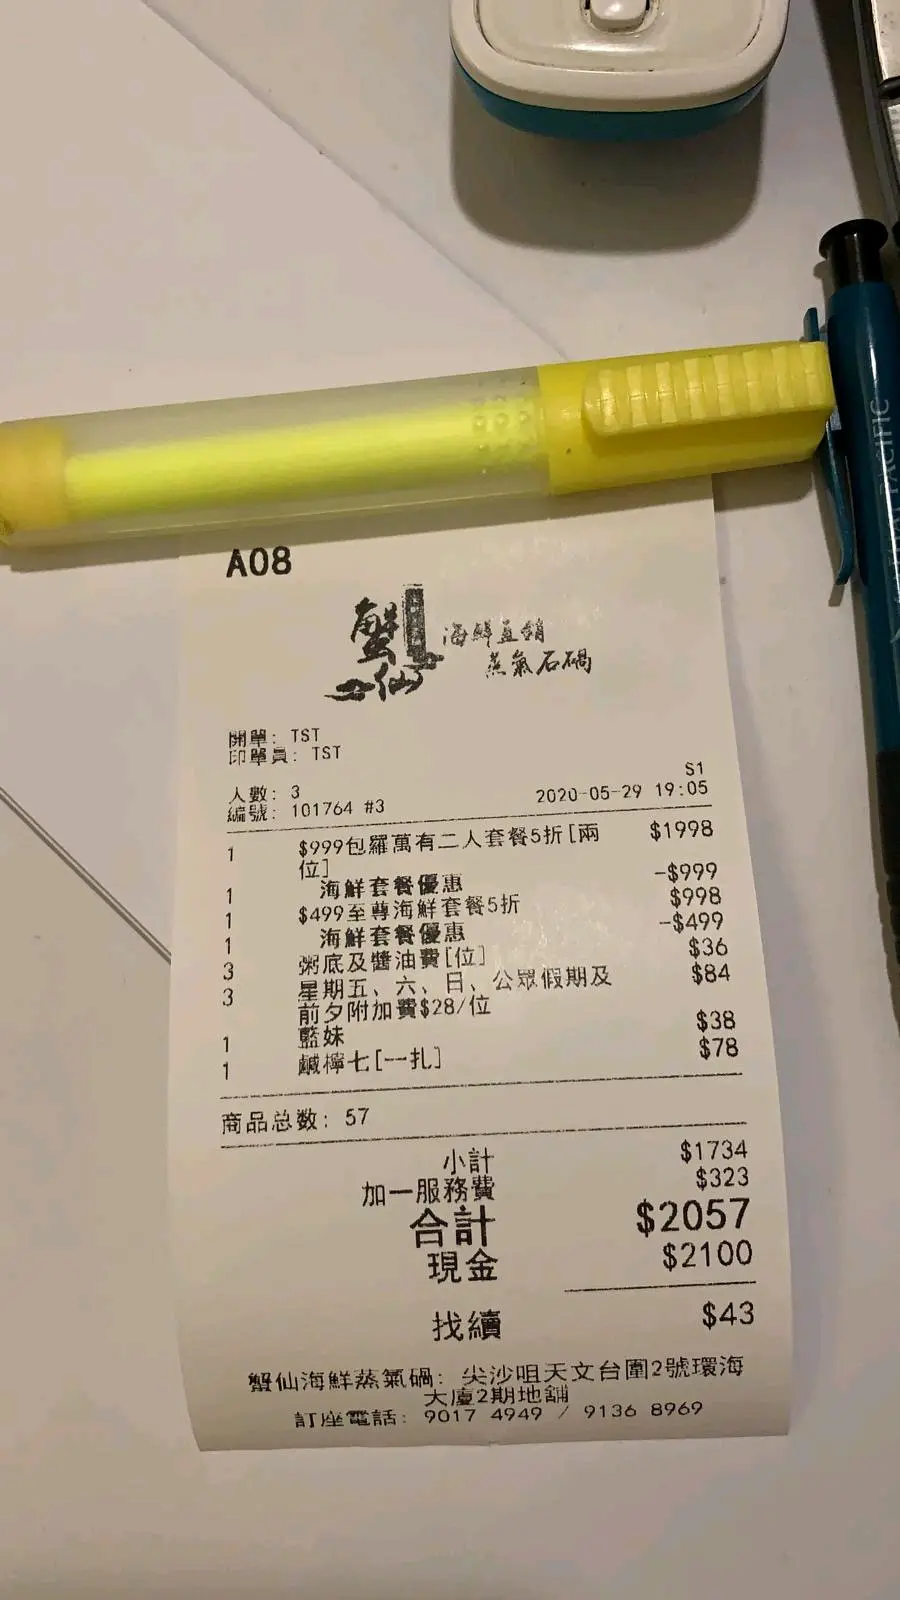 PACIFIC
A08
蟹仙
海鮮直銷
蒸氣石鍋
開單: TST
印單員: TST
S1
人數: 3
編號: 101764 #3
2020-05-29 19:05
1 $999包羅萬有二人套餐5折[兩 $1998
位]
1 海鮮套餐優惠 -$999
1 $499至尊海鮮套餐5折 $998
1 海鮮套餐優惠 -$499
3 粥底及醬油費[位] $36
3 星期五、六、日、公眾假期及 $84
前夕附加費$28/位
1 藍妹 $38
1 鹹檸七[一扎] $78
商品总数: 57
小計 $1734
加一服務費 $323
合計 $2057
現金 $2100
找續 $43
蟹仙海鮮蒸氣鍋: 尖沙咀天文台圍2號環海
大廈2期地舖
訂座電話: 9017 4949 / 9136 8969